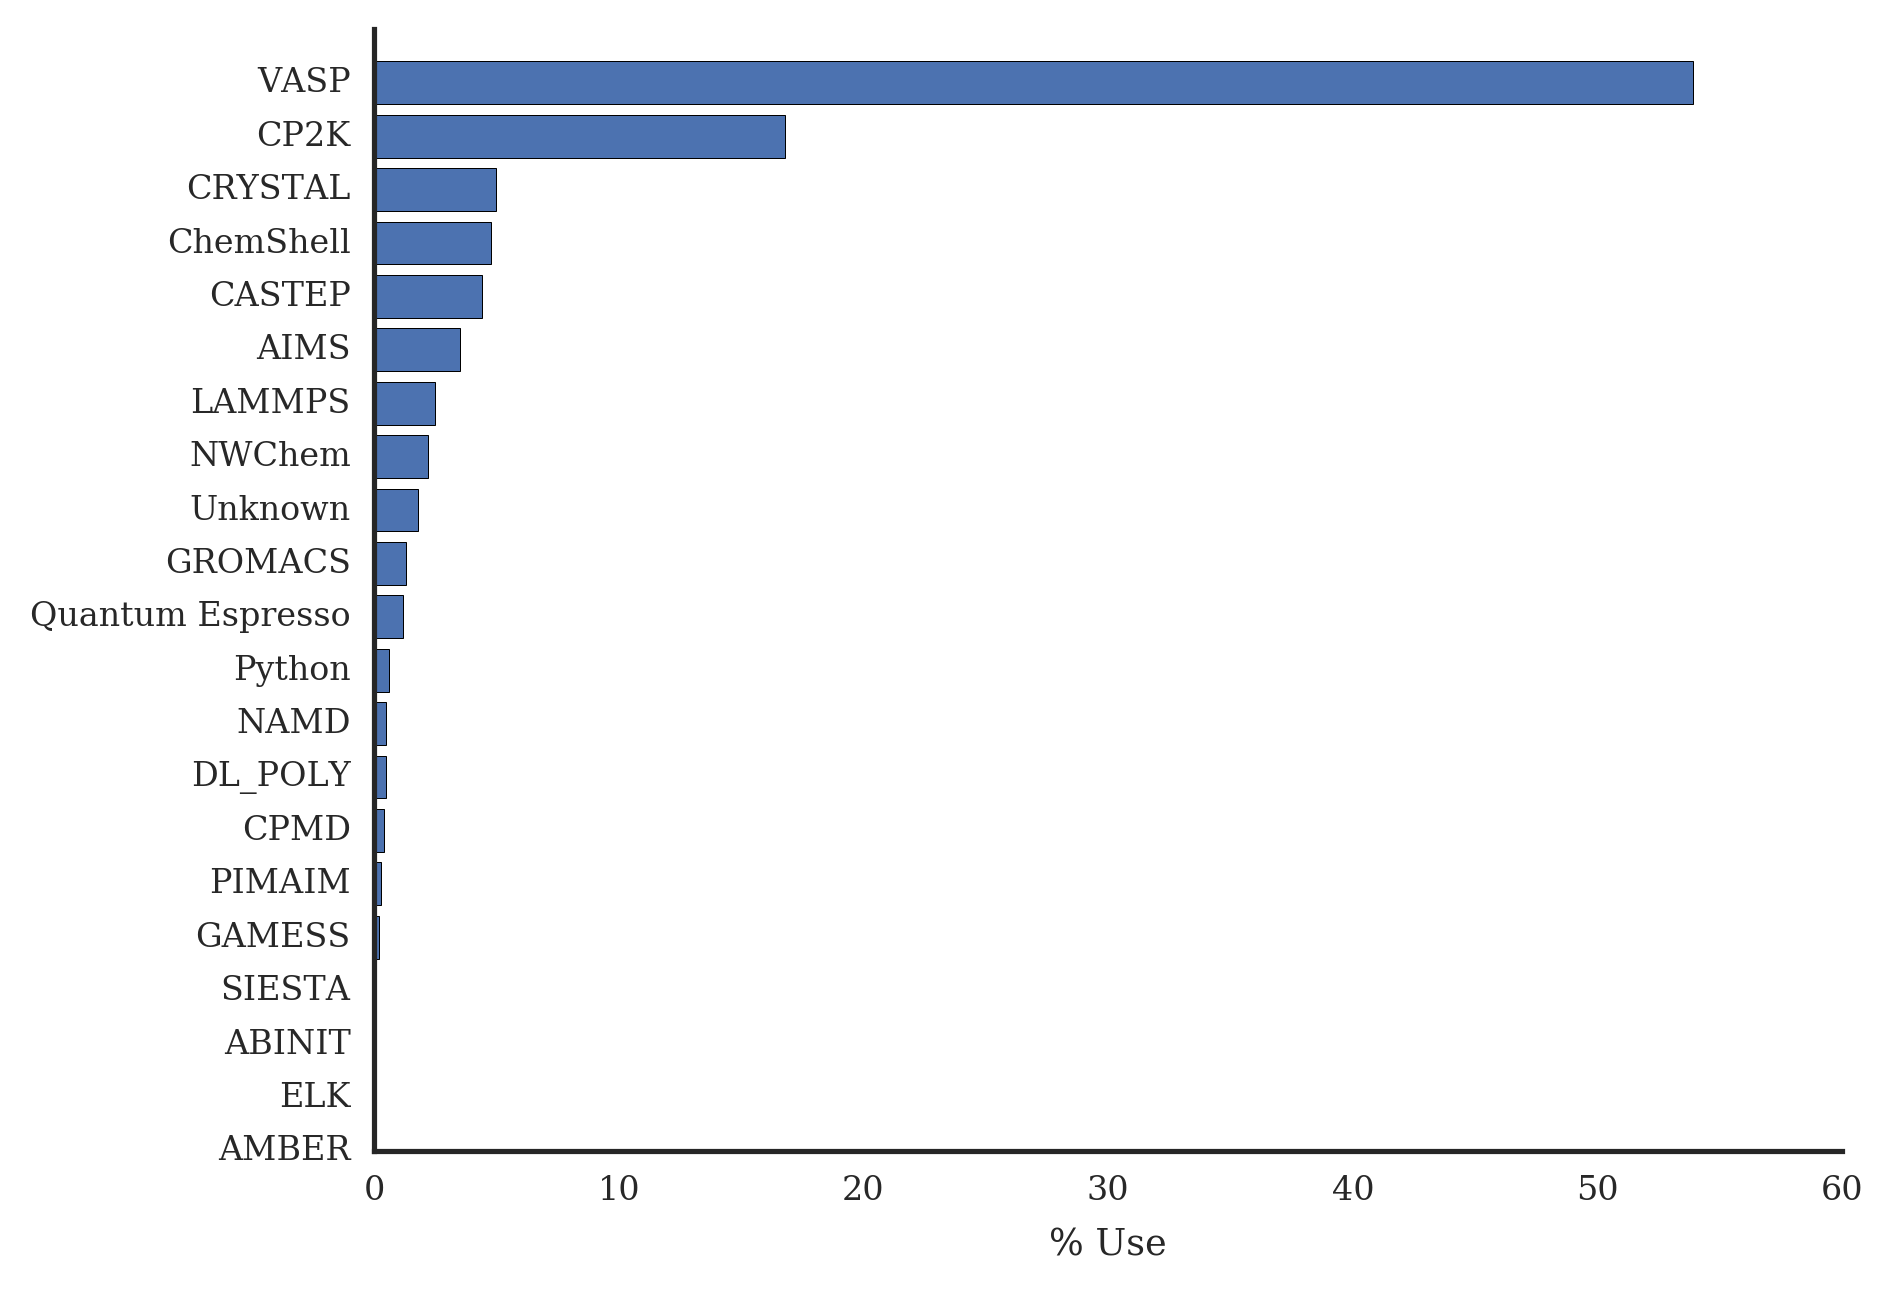 VASP
CP2K
CRYSTAL
ChemShell
CASTEP
AIMS
LAMMPS
NWChem
Unknown
GROMACS
Quantum Espresso
Python
NAMD
DL_POLY
CPMD
PIMAIM
GAMESS
SIESTA
ABINIT
ELK
AMBER
0 10 20 30 40 50 60
% Use